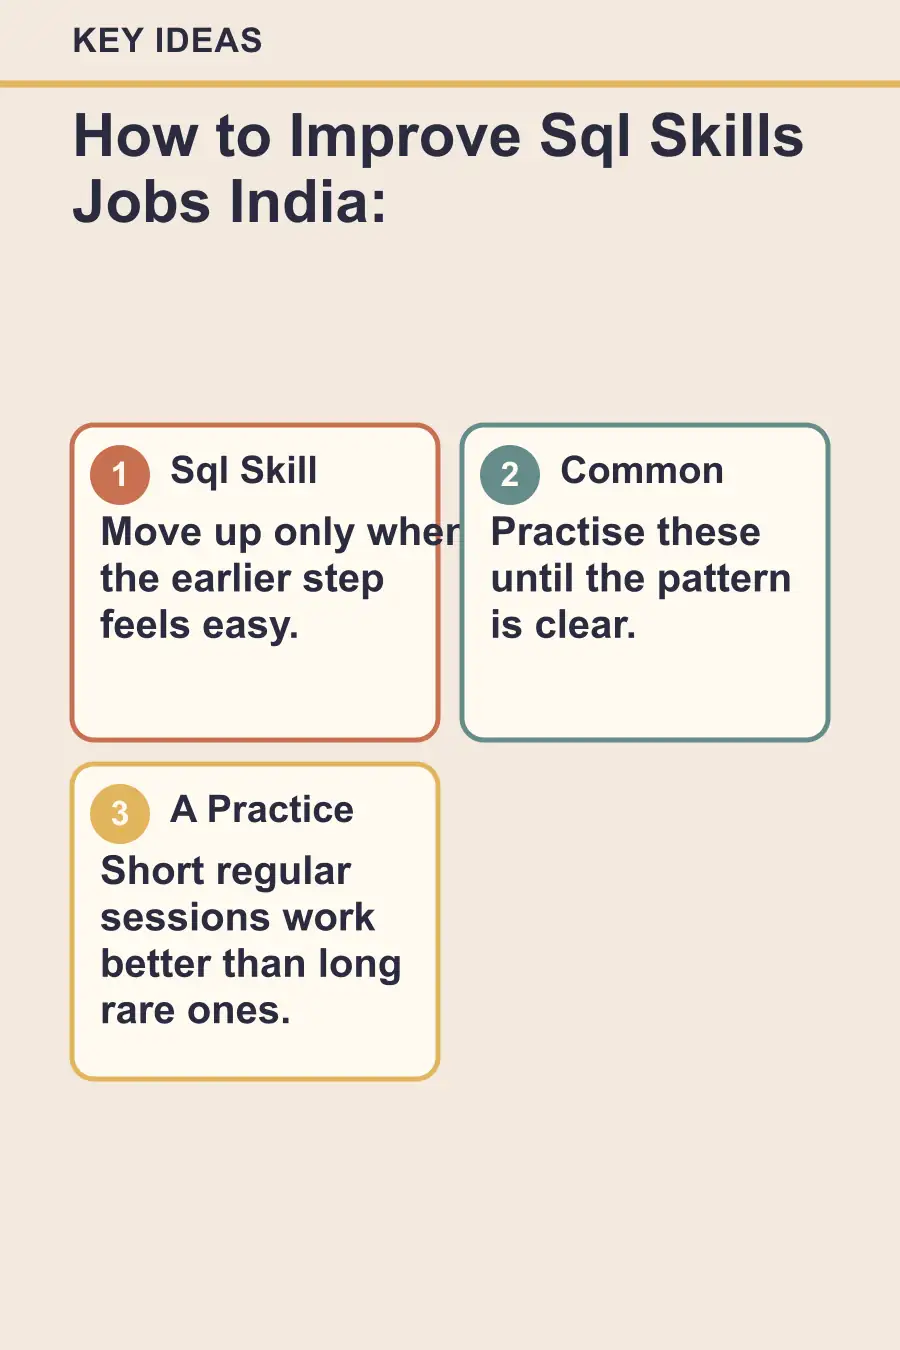 KEY IDEAS
How to Improve Sql Skills
Jobs India:
1 Sql Skill
Move up only wher
the earlier step
feels easy.
2 Common
Practise these
until the pattern
is clear.
3 A Practice
Short regular
sessions work
better than long
rare ones.